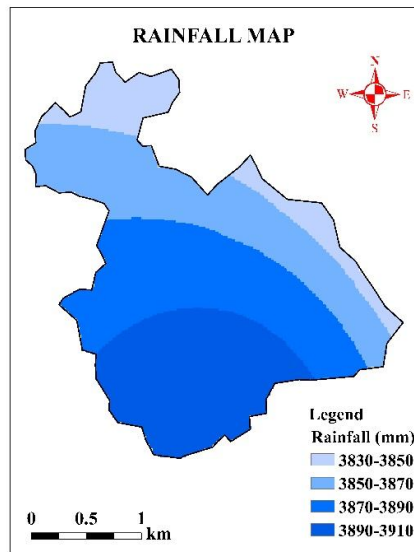 RAINFALL MAP
N
W E
S
Legend
Rainfall (mm)
3830-3850
3850-3870
3870-3890
3890-3910
0 0.5 1
km